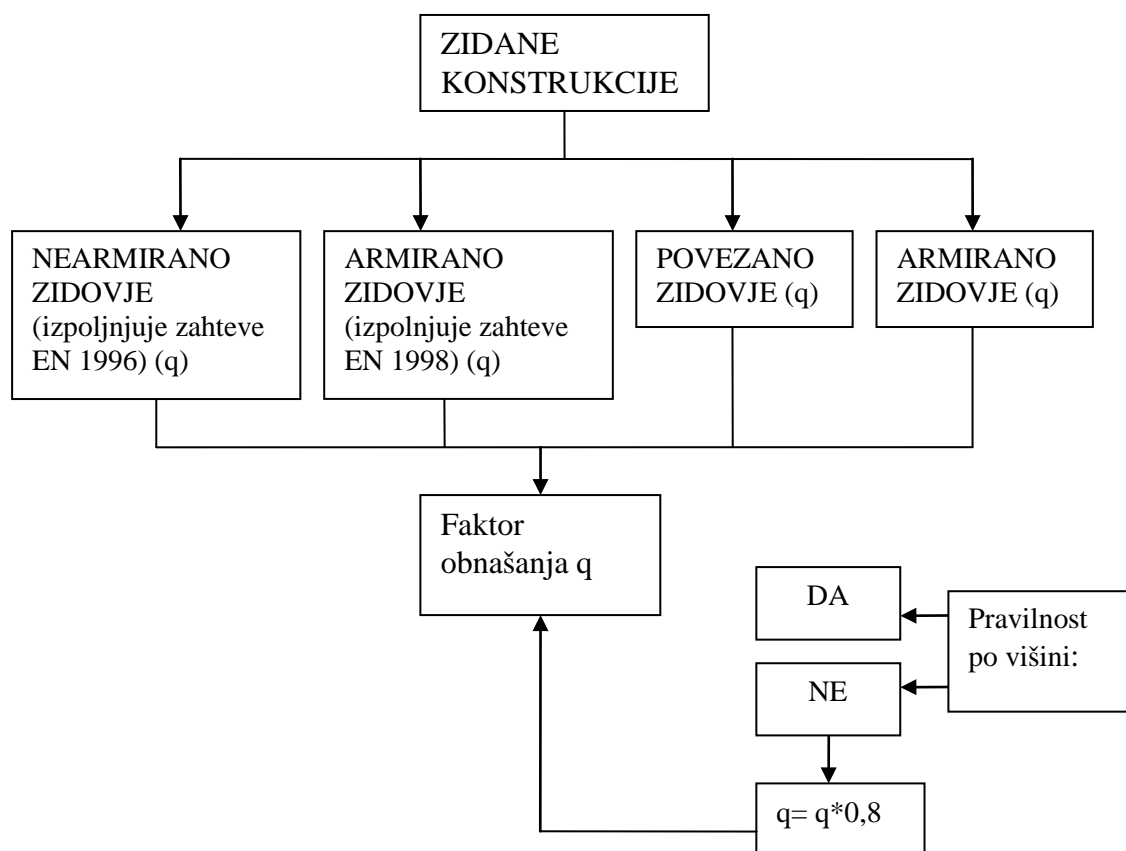 ZIDANE
KONSTRUKCIJE
NEARMIRANO
ZIDOVJE
(izpoljnjuje zahteve
EN 1996) (q)
ARMIRANO
ZIDOVJE
(izpolnjuje zahteve
EN 1998) (q)
POVEZANO
ZIDOVJE (q)
ARMIRANO
ZIDOVJE (q)
Faktor
obnašanja q
DA
Pravilnost
po višini:
NE
q= q*0,8